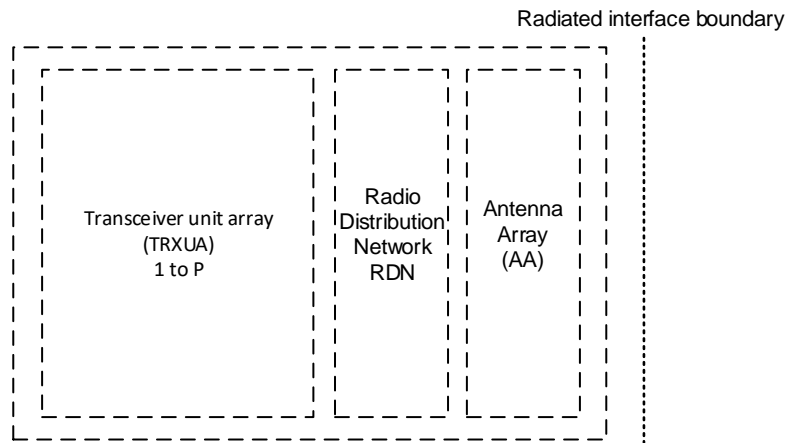 Radiated interface boundary
Transceiver unit array
(TRXUA)
1 to P
Radio
Distribution
Network
RDN
Antenna
Array
(AA)